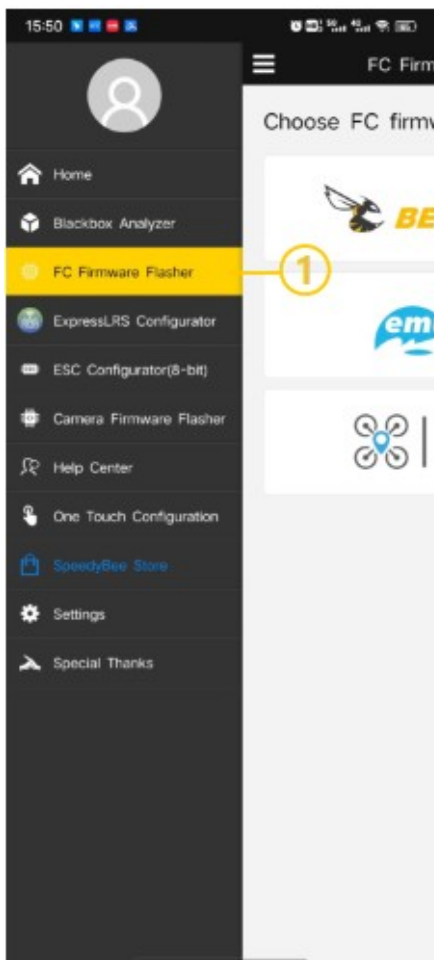 15:50
FC Firm
Choose FC firmw
Home
BE
Blackbox Analyzer
FC Firmware Flasher
1
ExpressLRS Configurator
em
ESC Configurator(8-bit)
Camera Firmware Flasher
Help Center
One Touch Configuration
SpeedyBee Store
Settings
Special Thanks